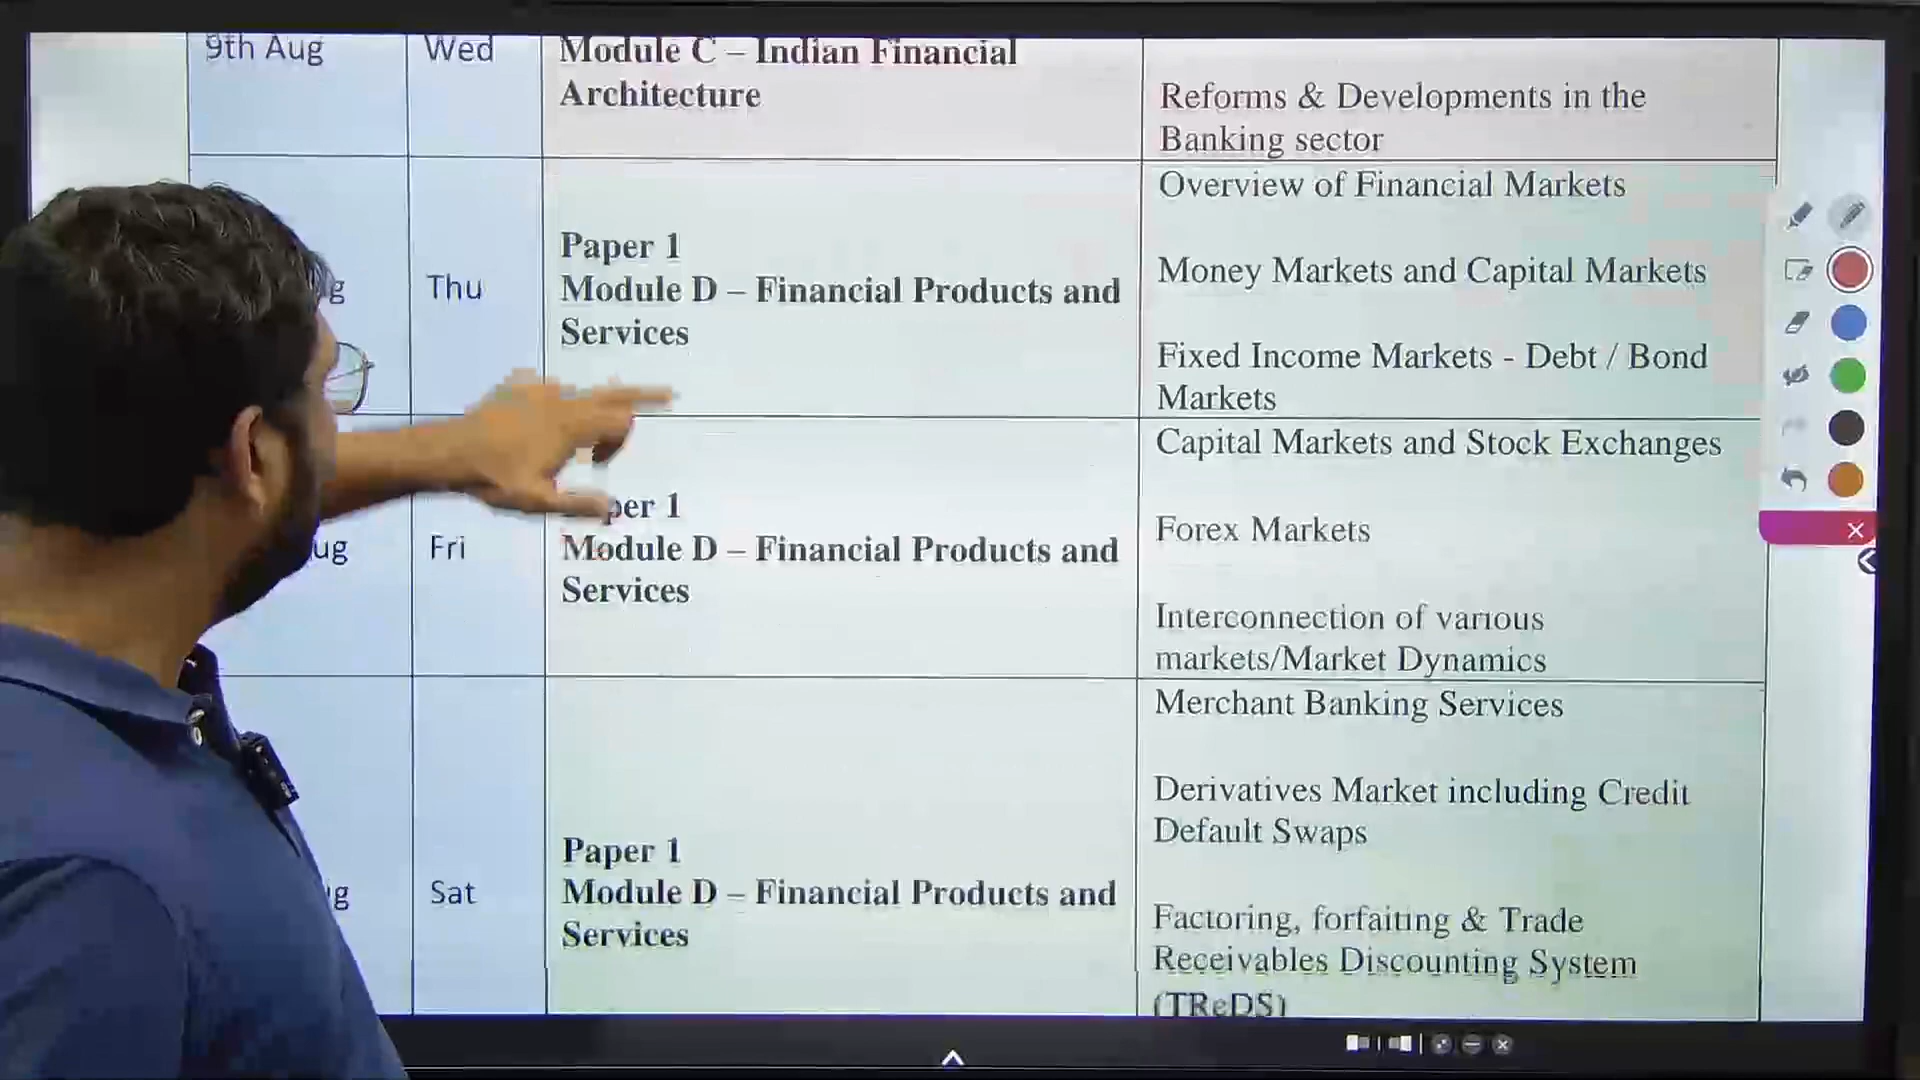 9th Aug
Wed
Module C – Indian Financial
Architecture
Reforms & Developments in the
Banking sector
Thu
Paper 1
Module D – Financial Products and
Services
Overview of Financial Markets
Money Markets and Capital Markets
Fixed Income Markets - Debt / Bond
Markets
Fri
per 1
Module D – Financial Products and
Services
Capital Markets and Stock Exchanges
Forex Markets
Interconnection of various
markets/Market Dynamics
Sat
Paper 1
Module D – Financial Products and
Services
Merchant Banking Services
Derivatives Market including Credit
Default Swaps
Factoring, forfaiting & Trade
Receivables Discounting System
(TReDS)